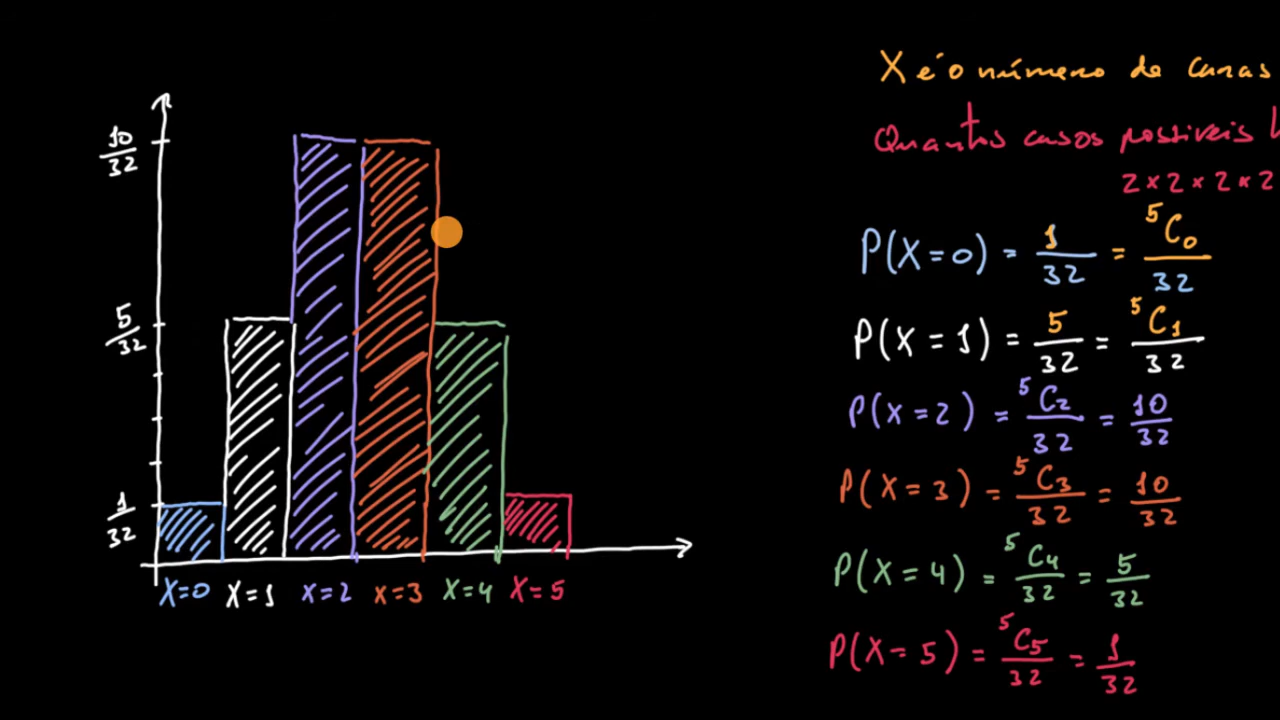 X é o número de caras
Quantos casos possíveis
2 × 2 × 2 × 2
P(X = 0) = 1/32 = ⁵C₀/32
P(X = 1) = 5/32 = ⁵C₁/32
P(X = 2) = ⁵C₂/32 = 10/32
P(X = 3) = ⁵C₃/32 = 10/32
P(X = 4) = ⁵C₄/32 = 5/32
P(X = 5) = ⁵C₅/32 = 1/32
10/32
5/32
1/32
X=0 X=1 X=2 X=3 X=4 X=5